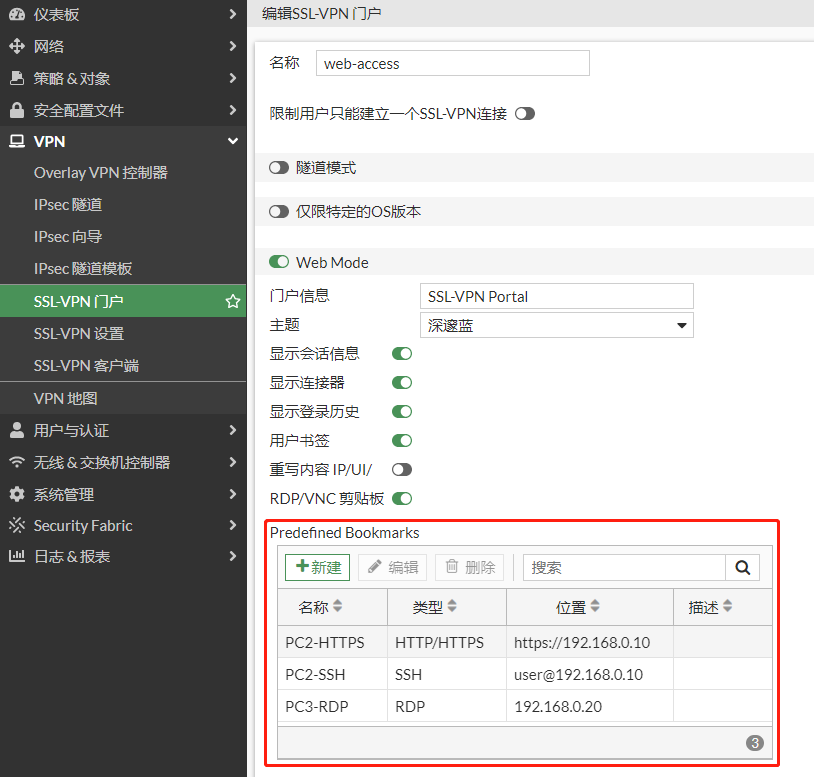 仪表板
网络
策略 & 对象
安全配置文件
VPN
Overlay VPN 控制器
IPsec 隧道
IPsec 向导
IPsec 隧道模板
SSL-VPN 门户
SSL-VPN 设置
SSL-VPN 客户端
VPN 地图
用户与认证
无线 & 交换机控制器
系统管理
Security Fabric
日志 & 报表
编辑SSL-VPN 门户
名称 web-access
限制用户只能建立一个SSL-VPN连接
隧道模式
仅限特定的OS版本
Web Mode
门户信息 SSL-VPN Portal
主题 深邃蓝
显示会话信息
显示连接器
显示登录历史
用户书签
重写内容 IP/UI/
RDP/VNC 剪贴板
Predefined Bookmarks
新建 编辑 删除 搜索
名称 类型 位置 描述
PC2-HTTPS HTTP/HTTPS https://192.168.0.10
PC2-SSH SSH user@192.168.0.10
PC3-RDP RDP 192.168.0.20
3